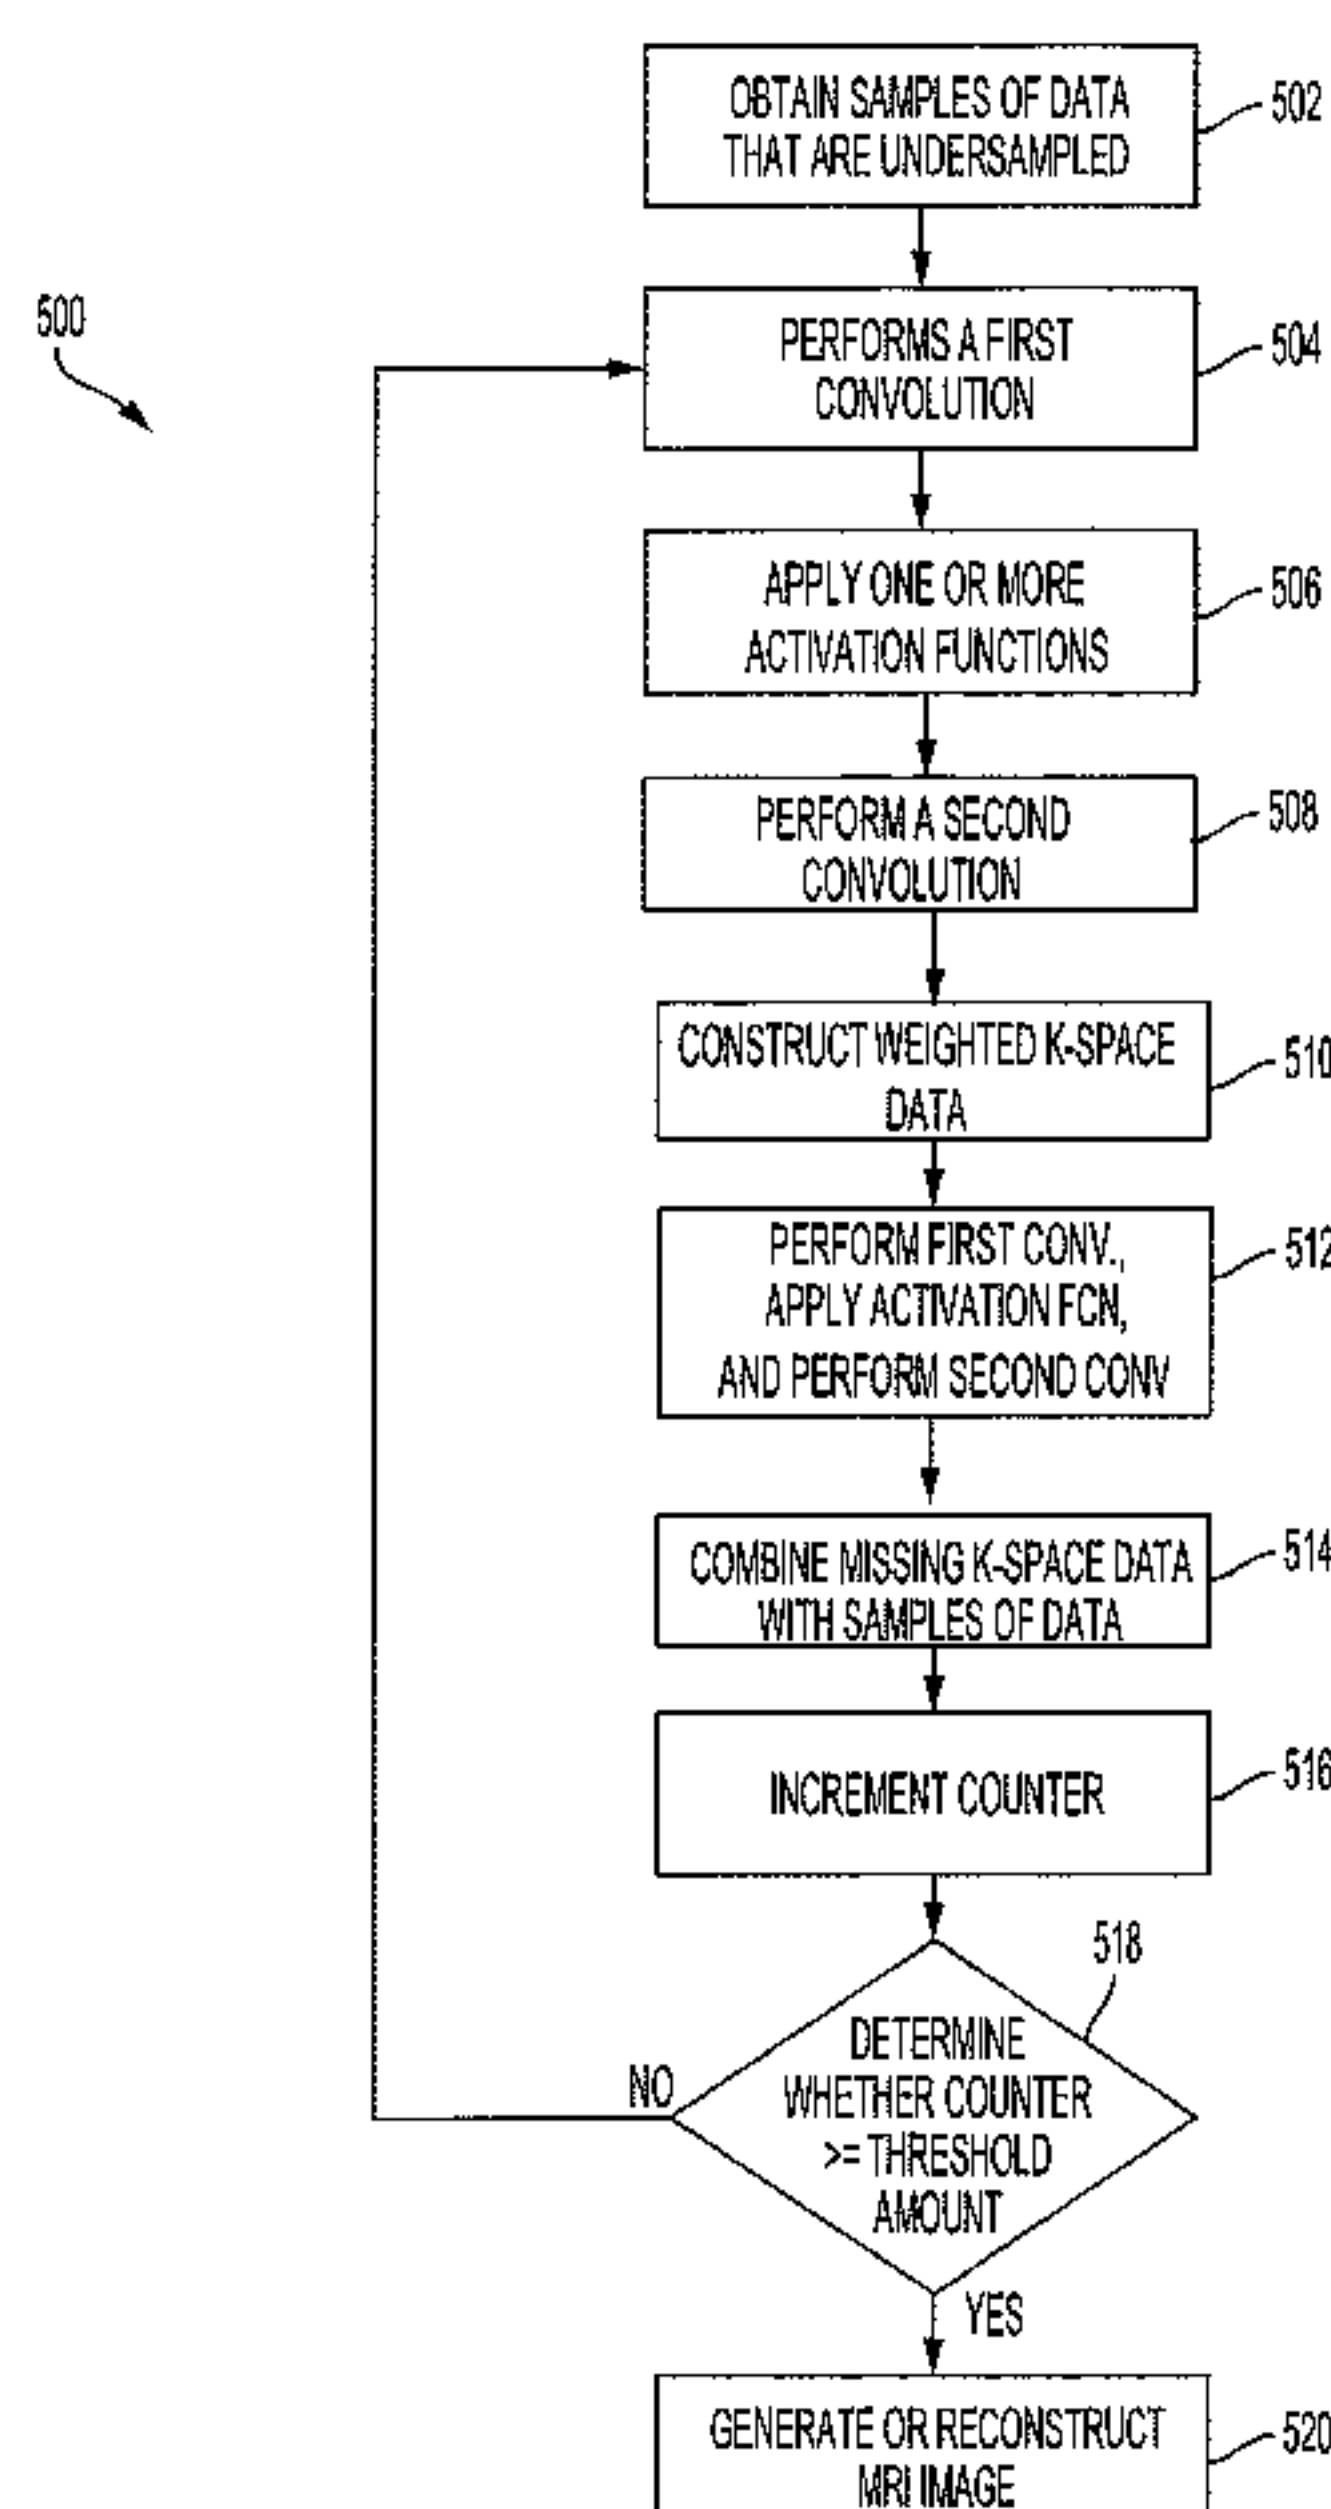 OBTAIN SAMPLES OF DATA
THAT ARE UNDERSAMPLED
502
500
PERFORMS A FIRST
CONVOLUTION
504
APPLY ONE OR MORE
ACTIVATION FUNCTIONS
506
PERFORM A SECOND
CONVOLUTION
508
CONSTRUCT WEIGHTED K-SPACE
DATA
510
PERFORM FIRST CONV.,
APPLY ACTIVATION FCN,
AND PERFORM SECOND CONV
512
COMBINE MISSING K-SPACE DATA
WITH SAMPLES OF DATA
514
INCREMENT COUNTER
516
518
DETERMINE
WHETHER COUNTER
>= THRESHOLD
AMOUNT
NO
YES
GENERATE OR RECONSTRUCT
MRI IMAGE
520